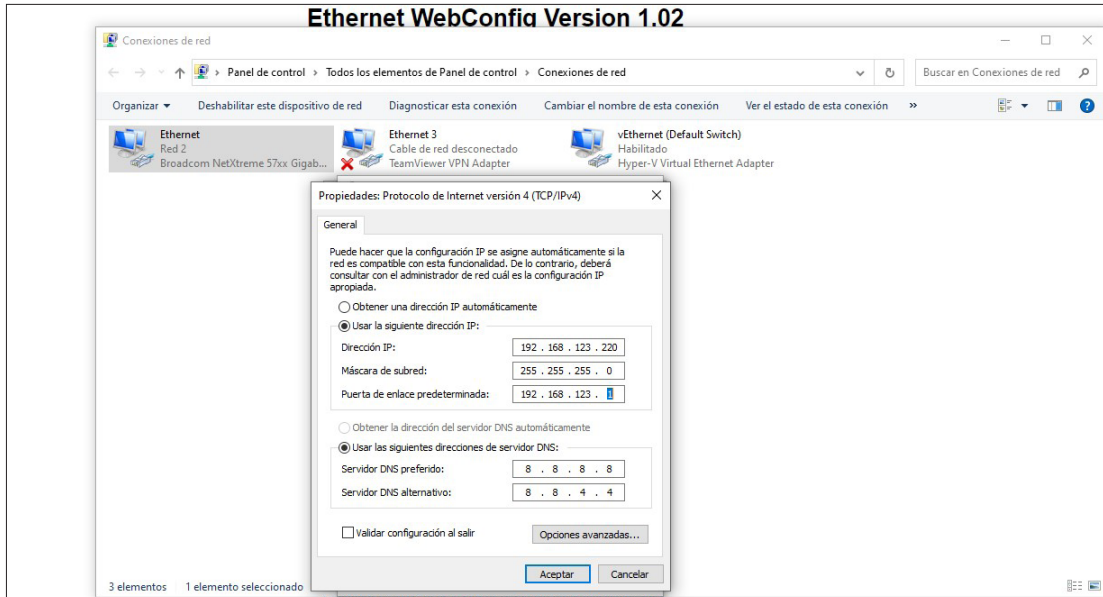 Ethernet WebConfig Version 1.02
Conexiones de red
Panel de control › Todos los elementos de Panel de control › Conexiones de red
Buscar en Conexiones de red
Organizar
Deshabilitar este dispositivo de red
Diagnosticar esta conexión
Cambiar el nombre de esta conexión
Ver el estado de esta conexión
»
Ethernet
Red 2
Broadcom NetXtreme 57xx Gigab...
Ethernet 3
Cable de red desconectado
TeamViewer VPN Adapter
vEthernet (Default Switch)
Habilitado
Hyper-V Virtual Ethernet Adapter
Propiedades: Protocolo de Internet versión 4 (TCP/IPv4)
General
Puede hacer que la configuración IP se asigne automáticamente si la
red es compatible con esta funcionalidad. De lo contrario, deberá
consultar con el administrador de red cuál es la configuración IP
apropiada.
Obtener una dirección IP automáticamente
Usar la siguiente dirección IP:
Dirección IP: 192 . 168 . 123 . 220
Máscara de subred: 255 . 255 . 255 . 0
Puerta de enlace predeterminada: 192 . 168 . 123 . 1
Obtener la dirección del servidor DNS automáticamente
Usar las siguientes direcciones de servidor DNS:
Servidor DNS preferido: 8 . 8 . 8 . 8
Servidor DNS alternativo: 8 . 8 . 4 . 4
Validar configuración al salir
Opciones avanzadas...
Aceptar
Cancelar
3 elementos
1 elemento seleccionado